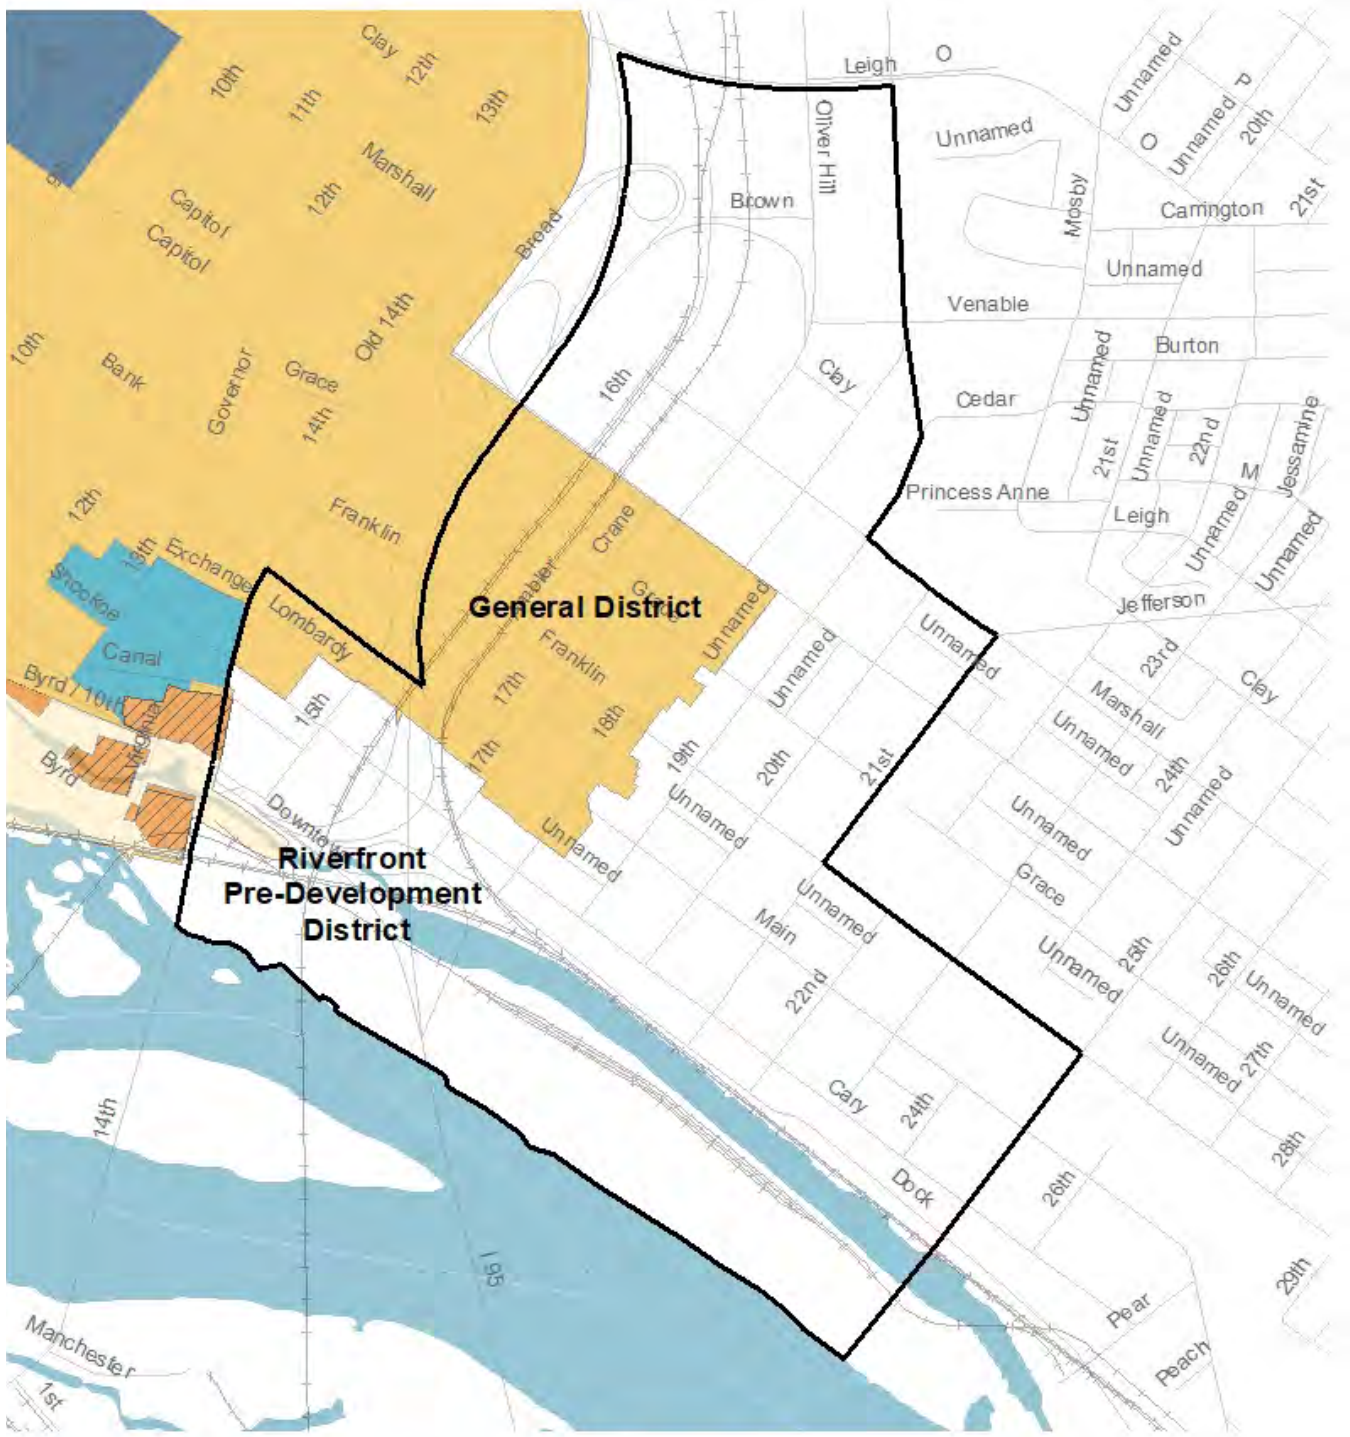 Clay
12th
10th
11th
13th
Marshall
12th
Capitol
Capitol
Broad
Old 14th
10th
Bank
Governor
Grace
14th
12th
Franklin
13th
Exchange
Shockoe
Lombardy
Canal
Byrd / 10th
Virginia
Byrd
15th
Downtown
Leigh
O
Oliver Hill
Brown
16th
Clay
Crane
General District
Franklin
Unnamed
17th
18th
17th
Unnamed
Unnamed
19th
20th
Unnamed
21st
Unnamed
Riverfront
Pre-Development
District
Main
Unnamed
22nd
Cary
24th
Dock
26th
Pear
Peach
14th
I 95
Manchester
1st
Unnamed
P
Unnamed
20th
O
Unnamed
Mosby
21st
Carrington
Unnamed
Venable
Burton
Unnamed
Cedar
Unnamed
22nd
Jessamine
21st
M
Princess Anne
Leigh
Unnamed
Unnamed
Jefferson
23rd
Clay
Marshall
Unnamed
24th
Unnamed
Unnamed
Grace
Unnamed
25th
26th
Unnamed
Unnamed
27th
28th
29th